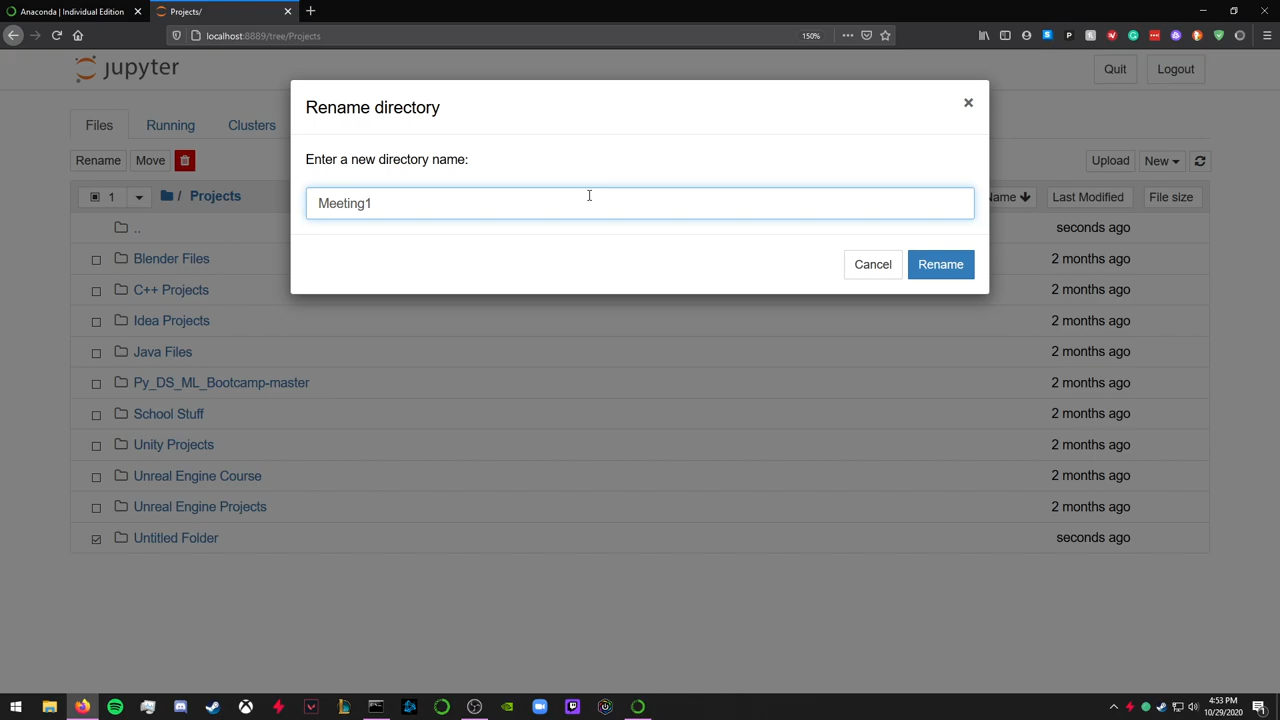 Anaconda | Individual Edition
Projects/
localhost:8889/tree/Projects
150%
jupyter
Quit
Logout
Rename directory
Enter a new directory name:
Meeting1
Cancel
Rename
Files
Running
Clusters
Rename
Move
Upload
New
1
/ Projects
Name
Last Modified
File size
..
seconds ago
Blender Files
2 months ago
C++ Projects
2 months ago
Idea Projects
2 months ago
Java Files
2 months ago
Py_DS_ML_Bootcamp-master
2 months ago
School Stuff
2 months ago
Unity Projects
2 months ago
Unreal Engine Course
2 months ago
Unreal Engine Projects
2 months ago
Untitled Folder
seconds ago
4:53 PM
10/29/2020